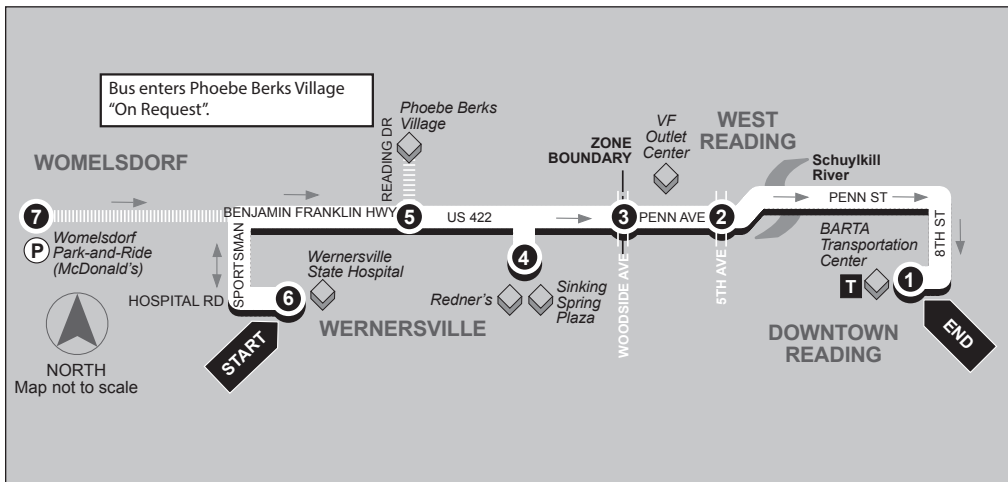 Bus enters Phoebe Berks Village
“On Request”.
WOMELSDORF
7
P
Womelsdorf
Park-and-Ride
(McDonald's)
NORTH
Map not to scale
BENJAMIN FRANKLIN HWY
SPORTSMAN
HOSPITAL RD
6
START
Wernersville
State Hospital
WERNERSVILLE
READING DR
Phoebe Berks
Village
5
US 422
4
Redner's
Sinking
Spring
Plaza
ZONE
BOUNDARY
3
WOODSIDE AVE
VF
Outlet
Center
PENN AVE
2
5TH AVE
WEST
READING
Schuylkill
River
PENN ST
8TH ST
BARTA
Transportation
Center
T
1
END
DOWNTOWN
READING